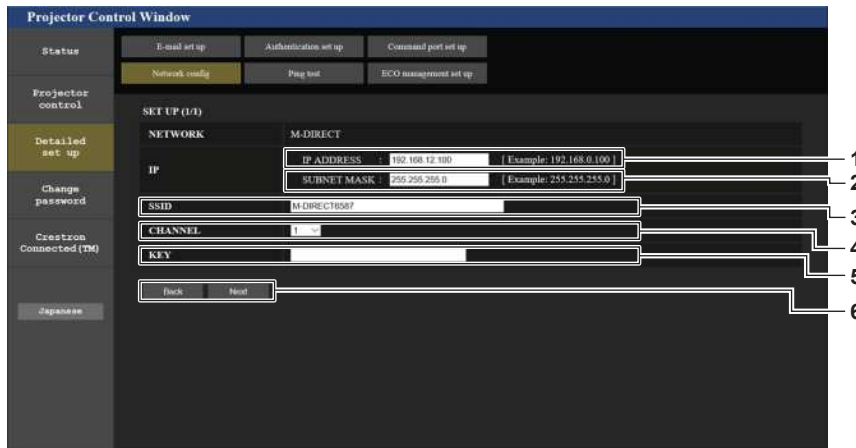 Projector Control Window
Status
E-mail set up
Authentication set up
Command port set up
Network config
Ping test
ECO management set up
Projector
control
SET UP (1/1)
NETWORK M-DIRECT
Detailed
set up
IP
IP ADDRESS : 192.168.12.100 [ Example: 192.168.0.100 ]
1
SUBNET MASK : 255.255.255.0 [ Example: 255.255.255.0 ]
2
Change
password
SSID M-DIRECT6587
3
CHANNEL 1
4
Crestron
Connected(TM)
KEY
5
Back Next
6
Japanese